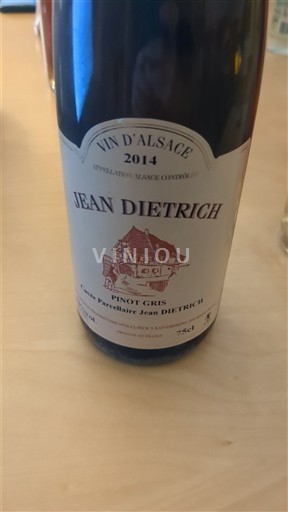 VIN D'ALSACE
2014
APPELLATION ALSACE CONTRÔLÉE
JEAN DIETRICH
VINIOU
PINOT GRIS
Cuvée Parcellaire Jean DIETRICH
75cl